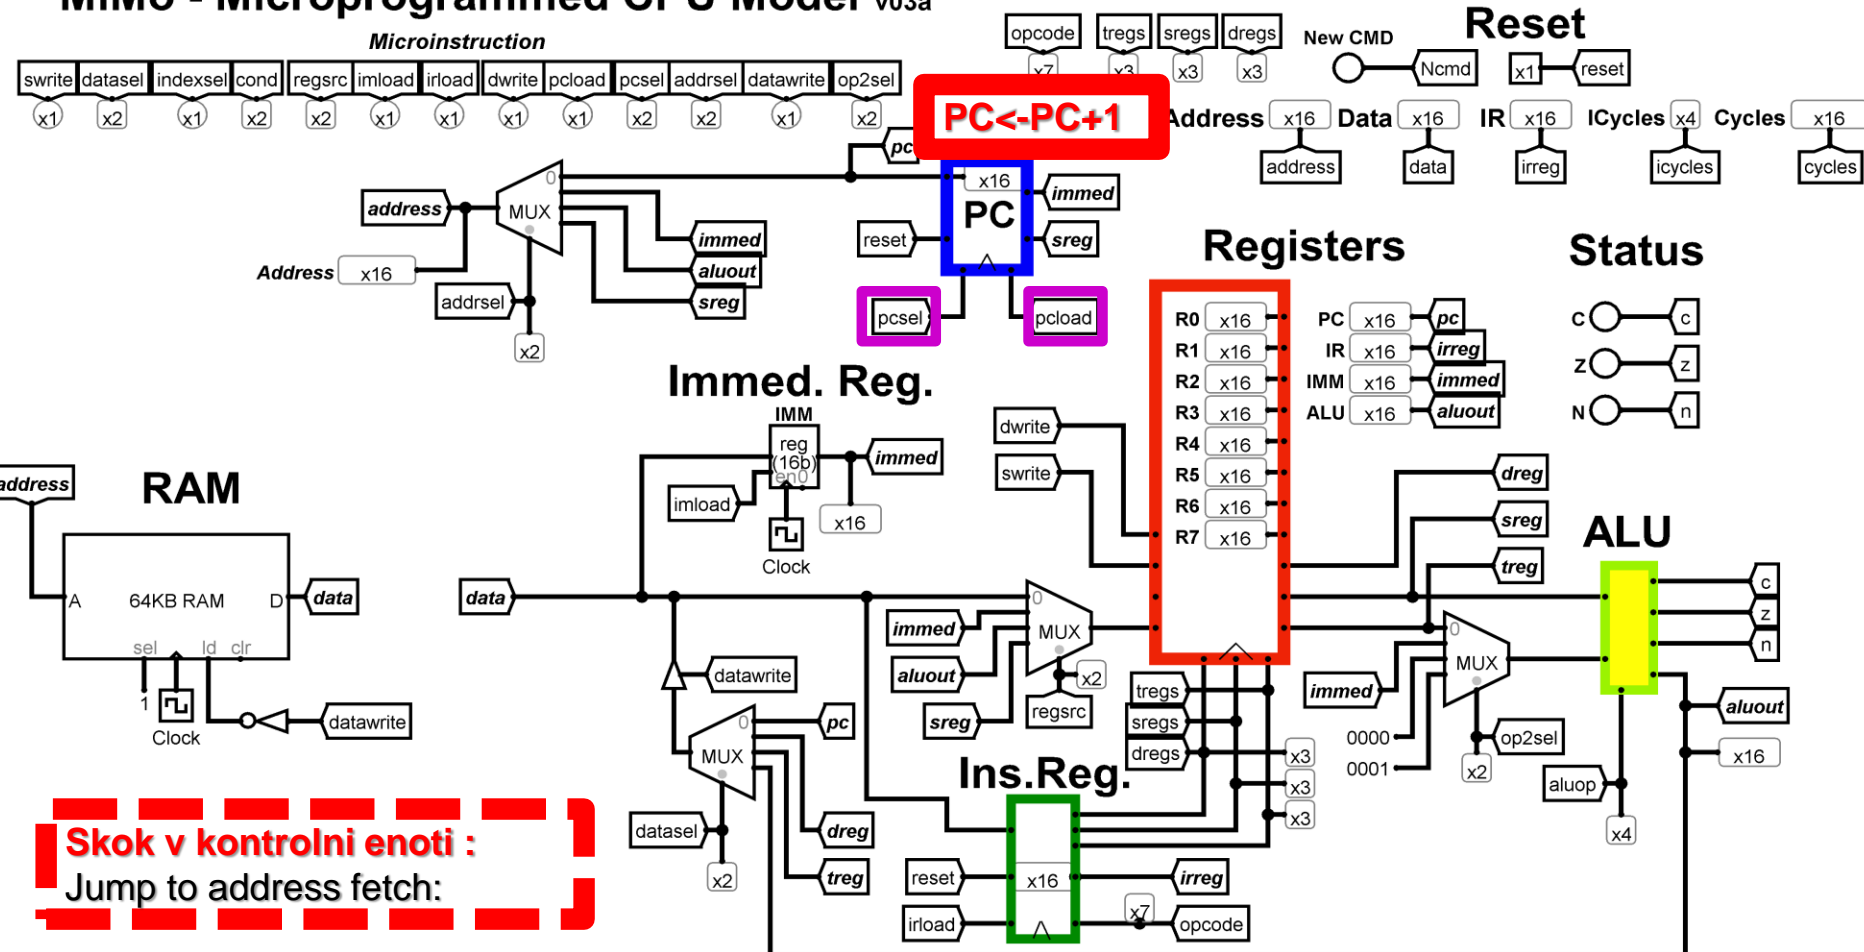 MiMo - Microprogrammed CPU Model v03a
Microinstruction
swrite datasel indexsel cond regsrc imload irload dwrite pcload pcsel addrsel datawrite op2sel
x1 x2 x1 x2 x2 x1 x1 x1 x1 x2 x2 x1 x2
opcode tregs sregs dregs
x7 x3 x3 x3
New CMD
Ncmd
Reset
x1 reset
PC<-PC+1
Address x16 Data x16 IR x16 ICycles x4 Cycles x16
address data irreg icycles cycles
pc
0
MUX
address
Address x16
addrsel
x2
immed
aluout
sreg
x16
PC
immed
reset
sreg
pcsel
pcload
Registers
R0 x16
R1 x16
R2 x16
R3 x16
R4 x16
R5 x16
R6 x16
R7 x16
PC x16 pc
IR x16 irreg
IMM x16 immed
ALU x16 aluout
Status
C c
Z z
N n
Immed. Reg.
IMM
reg
(16b)
en0
immed
imload
x16
Clock
dwrite
swrite
address
RAM
A 64KB RAM D data
sel ld clr
1
Clock
datawrite
data
datawrite
0
MUX
pc
dreg
treg
datasel
x2
0
MUX
immed
aluout
sreg
x2
regsrc
tregs
sregs
dregs
x3
x3
x3
dreg
sreg
treg
0
MUX
immed
0000
0001
op2sel
x2
ALU
c
z
n
aluout
x16
aluop
x4
Ins.Reg.
reset x16 irreg
irload x7 opcode
Skok v kontrolni enoti :
Jump to address fetch: